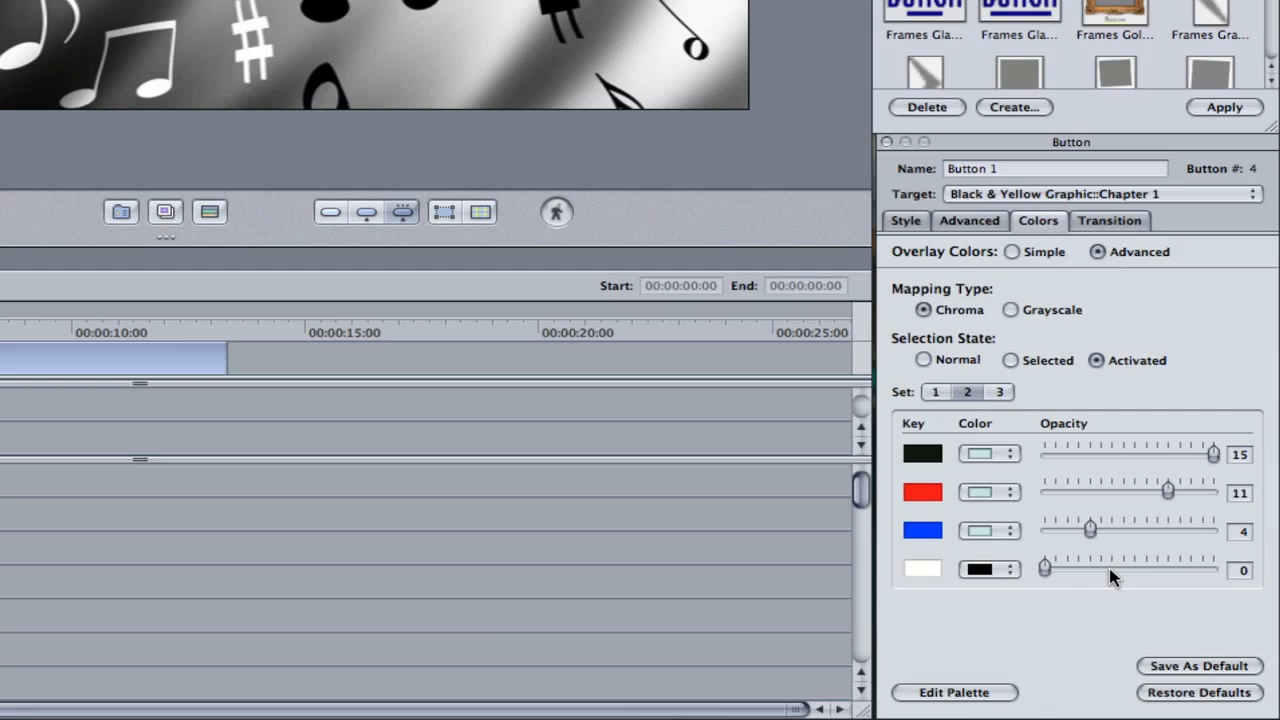 BUTTON BUTTON
Frames Gla... Frames Gla... Frames Gol... Frames Gra...
Delete Create... Apply
Button
Name: Button 1 Button #: 4
Target: Black & Yellow Graphic::Chapter 1
Style Advanced Colors Transition
Overlay Colors: Simple Advanced
Start: 00:00:00:00 End: 00:00:00:00
Mapping Type:
Chroma Grayscale
00:00:10:00 00:00:15:00 00:00:20:00 00:00:25:00
Selection State:
Normal Selected Activated
Set: 1 2 3
Key Color Opacity
15
11
4
0
Save As Default
Edit Palette Restore Defaults